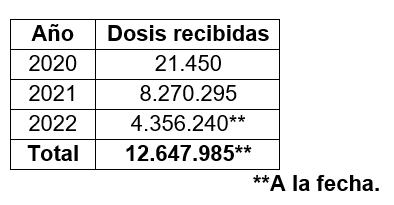 Año Dosis recibidas
2020 21.450
2021 8.270.295
2022 4.356.240**
Total 12.647.985**
**A la fecha.